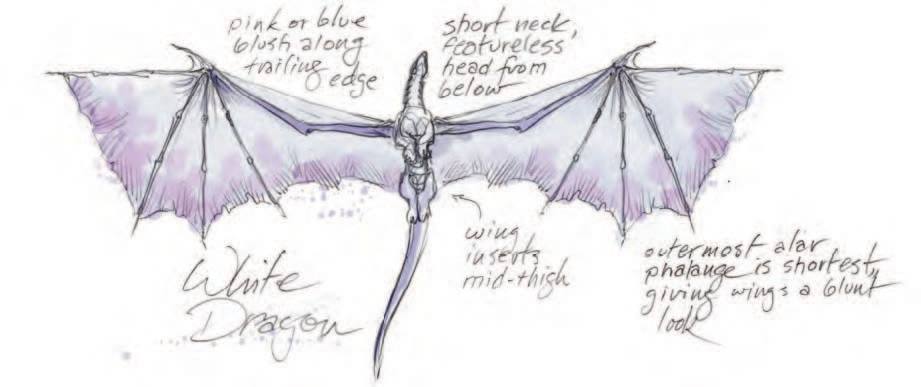 pink or blue
blush along
trailing
edge
short neck,
featureless
head from
below
wing
inserts
mid-thigh
White
Dragon
outermost alar
phalange is shortest,
giving wings a blunt
look